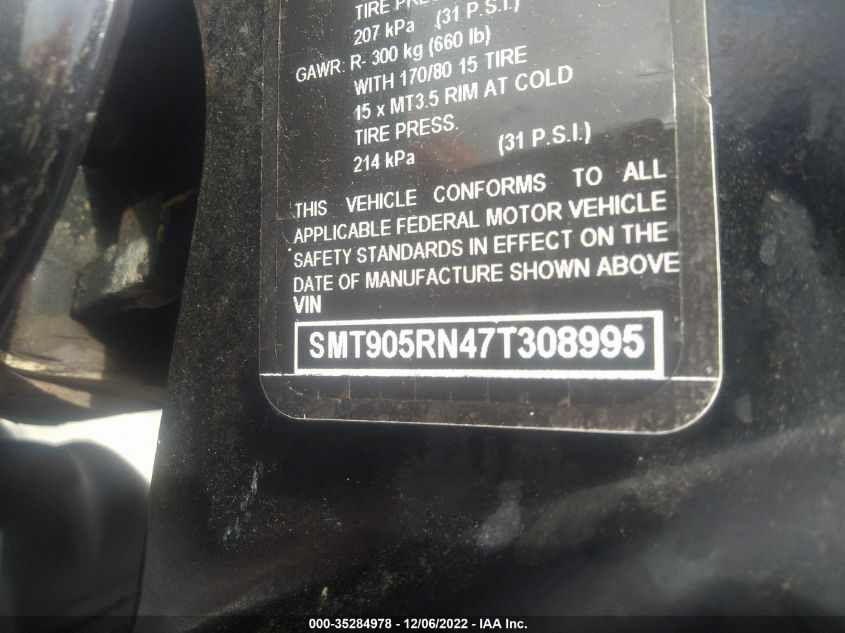 TIRE PRESS.
207 kPa (31 P.S.I.)
GAWR: R- 300 kg (660 lb)
WITH 170/80 15 TIRE
15 x MT3.5 RIM AT COLD
TIRE PRESS.
214 kPa (31 P.S.I.)
THIS VEHICLE CONFORMS TO ALL
APPLICABLE FEDERAL MOTOR VEHICLE
SAFETY STANDARDS IN EFFECT ON THE
DATE OF MANUFACTURE SHOWN ABOVE
VIN
SMT905RN47T308995
000-35284978 - 12/06/2022 - IAA Inc.